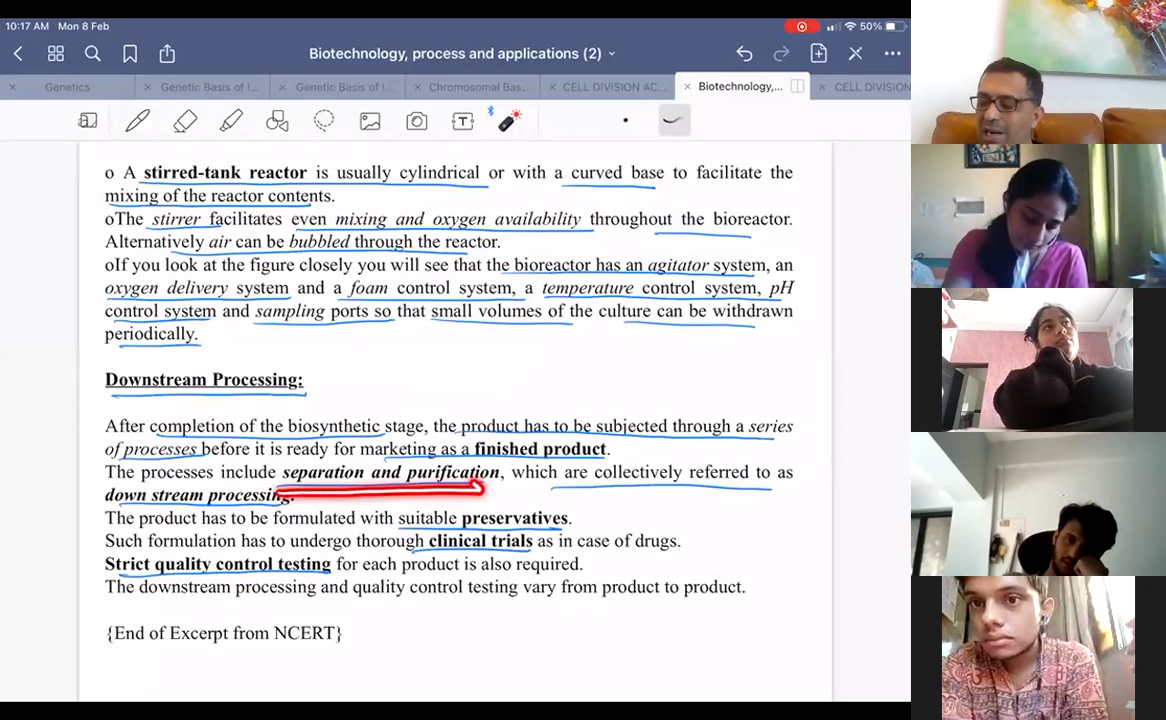 10:17 AM Mon 8 Feb
50%
Biotechnology, process and applications (2)
Genetics
Genetic Basis of I...
Genetic Basis of I...
Chromosomal Bas...
CELL DIVISION AC...
Biotechnology,...
CELL DIVISION
T
o A stirred-tank reactor is usually cylindrical or with a curved base to facilitate the
mixing of the reactor contents.
oThe stirrer facilitates even mixing and oxygen availability throughout the bioreactor.
Alternatively air can be bubbled through the reactor.
oIf you look at the figure closely you will see that the bioreactor has an agitator system, an
oxygen delivery system and a foam control system, a temperature control system, pH
control system and sampling ports so that small volumes of the culture can be withdrawn
periodically.
Downstream Processing:
After completion of the biosynthetic stage, the product has to be subjected through a series
of processes before it is ready for marketing as a finished product.
The processes include separation and purification, which are collectively referred to as
down stream processing.
The product has to be formulated with suitable preservatives.
Such formulation has to undergo thorough clinical trials as in case of drugs.
Strict quality control testing for each product is also required.
The downstream processing and quality control testing vary from product to product.
{End of Excerpt from NCERT}